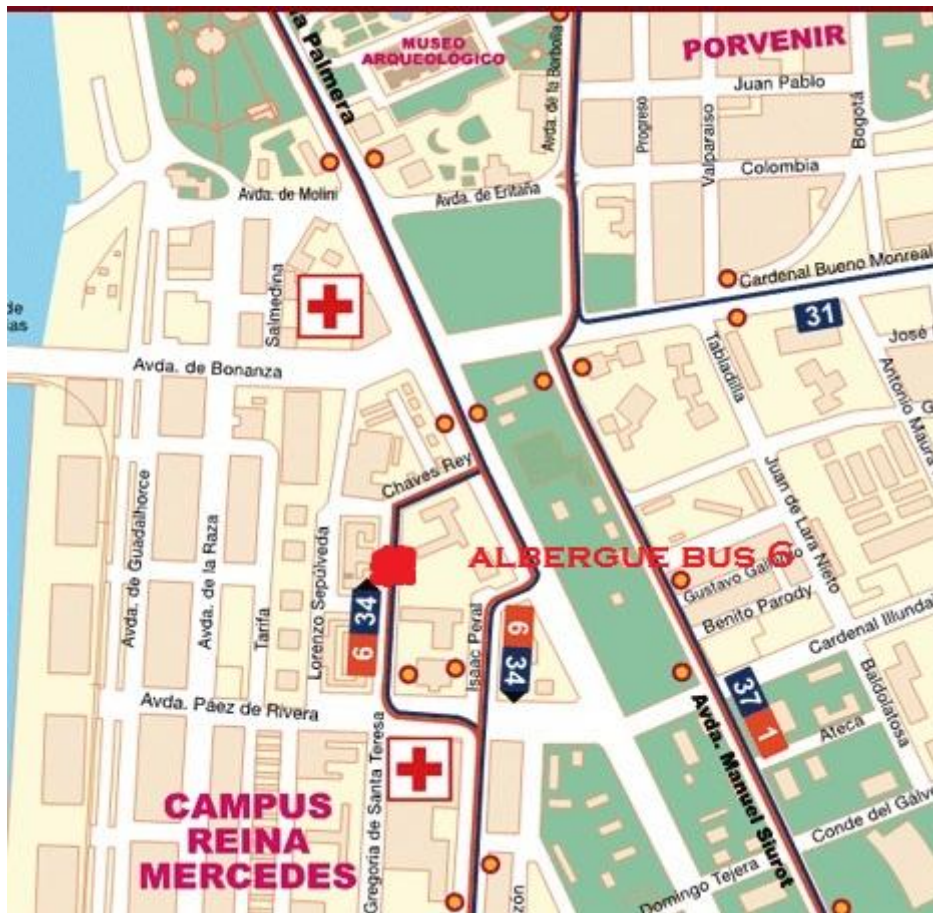 Palmera
MUSEO
ARQUEOLÓGICO
Avda. de la Borbolla
PORVENIR
Juan Pablo
Progreso
Valparaiso
Bogotá
Colombia
Avda. de Molini
Avda. de Eritaña
Salmedina
Cardenal Bueno Monreal
31
José
de
Avda. de Bonanza
Tabladilla
Antonio Maura
G
Chaves Rey
Avda. de Guadalhorce
Avda. de la Raza
Tarifa
Lorenzo Sepúlveda
Juan de Lara Nieto
ALBERGUE BUS 6
Gustavo Gallardo
Benito Parody
6 34
Isaac Peral
6 34
Cardenal Illundai
Baldolatosa
Avda. Páez de Rivera
Gregoria de Santa Teresa
37 1
Ateca
Avda. Manuel Siurot
CAMPUS
REINA
MERCEDES
Conde del Gálve
Domingo Tejera
zón